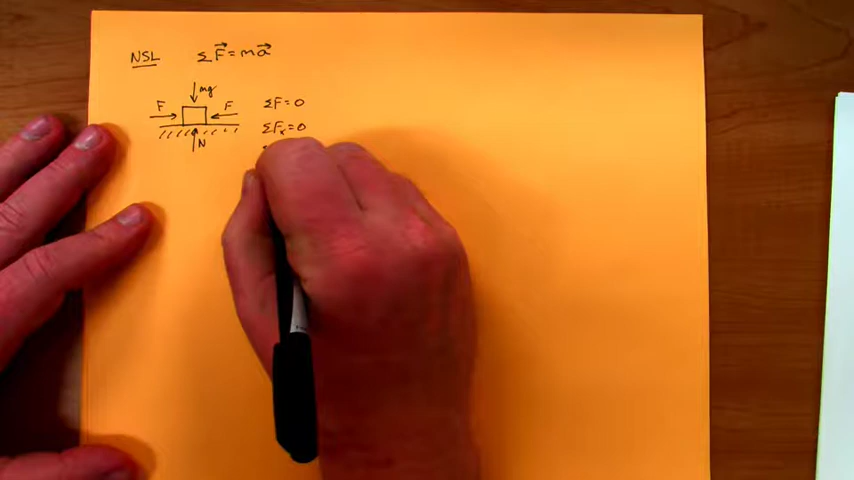 NSL ΣF⃗=ma⃗
mg
F F ΣF=0
ΣFₓ=0
N